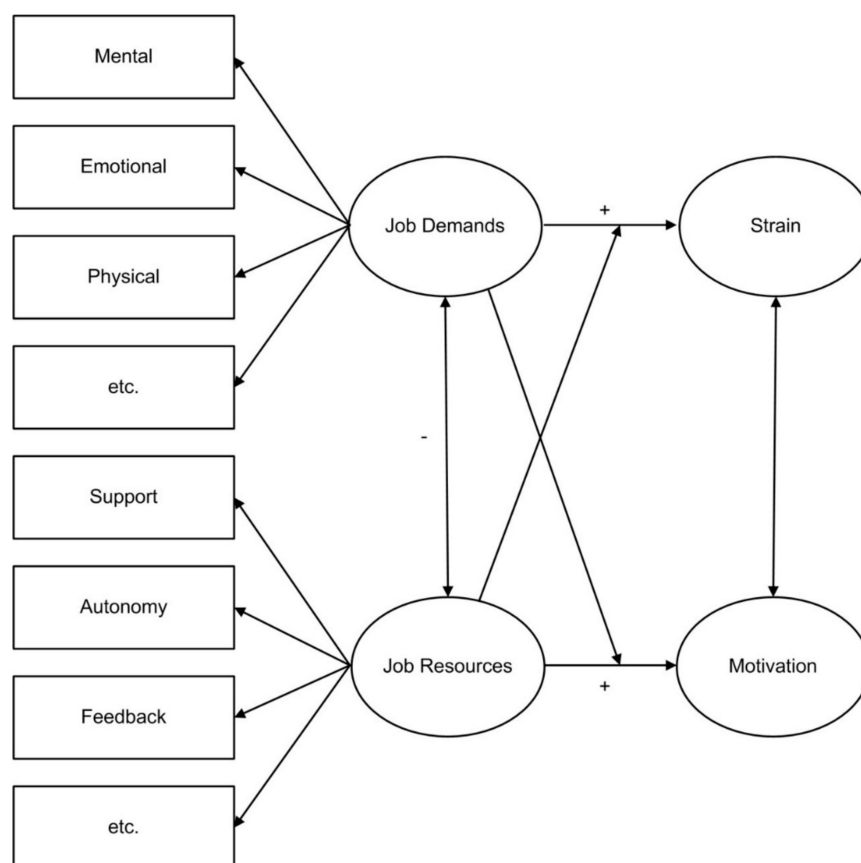 Mental
Emotional
Physical
etc.
Support
Autonomy
Feedback
etc.
Job Demands
+
Strain
-
Job Resources
+
Motivation